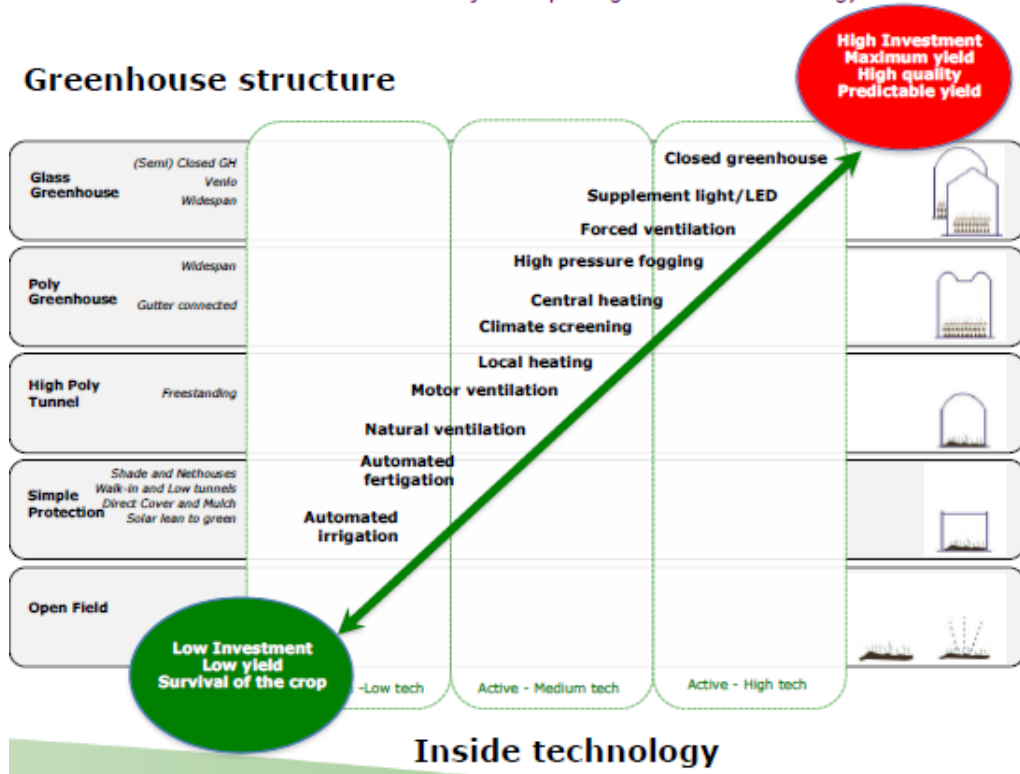 High Investment
Maximum yield
High quality
Predictable yield
Greenhouse structure
Glass
Greenhouse
(Semi) Closed GH
Venlo
Widespan
Closed greenhouse
Supplement light/LED
Forced ventilation
Poly
Greenhouse
Widespan
Gutter connected
High pressure fogging
Central heating
Climate screening
High Poly
Tunnel
Freestanding
Local heating
Motor ventilation
Natural ventilation
Simple
Protection
Shade and Nethouses
Walk-in and Low tunnels
Direct Cover and Mulch
Solar lean to green
Automated
fertigation
Automated
irrigation
Open Field
Low Investment
Low yield
Survival of the crop
-Low tech
Active - Medium tech
Active - High tech
Inside technology